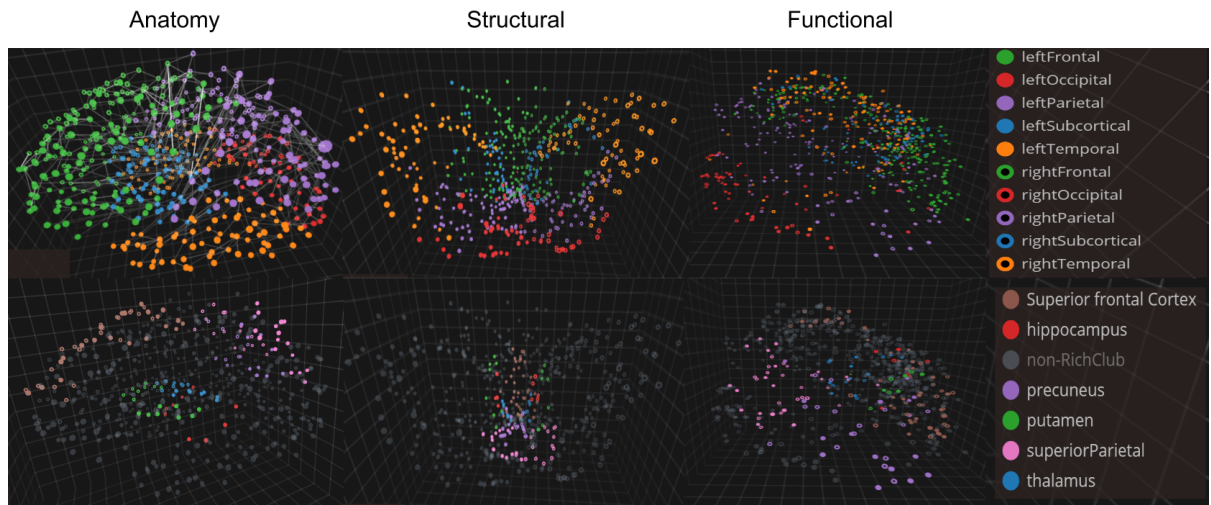 Anatomy
Structural
Functional
leftFrontal
leftOccipital
leftParietal
leftSubcortical
leftTemporal
rightFrontal
rightOccipital
rightParietal
rightSubcortical
rightTemporal
Superior frontal Cortex
hippocampus
non-RichClub
precuneus
putamen
superiorParietal
thalamus